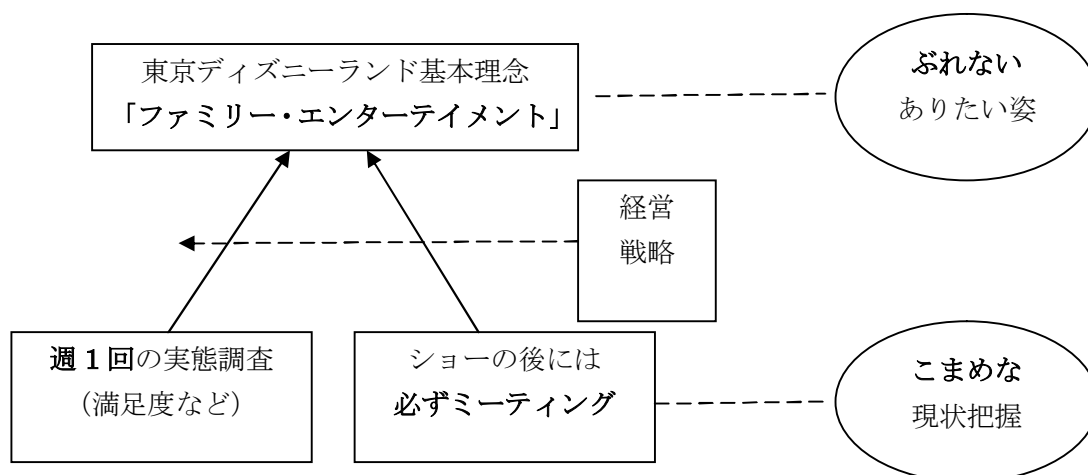 東京ディズニーランド基本理念
「ファミリー・エンターテイメント」
ぶれない
ありたい姿
経営
戦略
週１回の実態調査
（満足度など）
ショーの後には
必ずミーティング
こまめな
現状把握